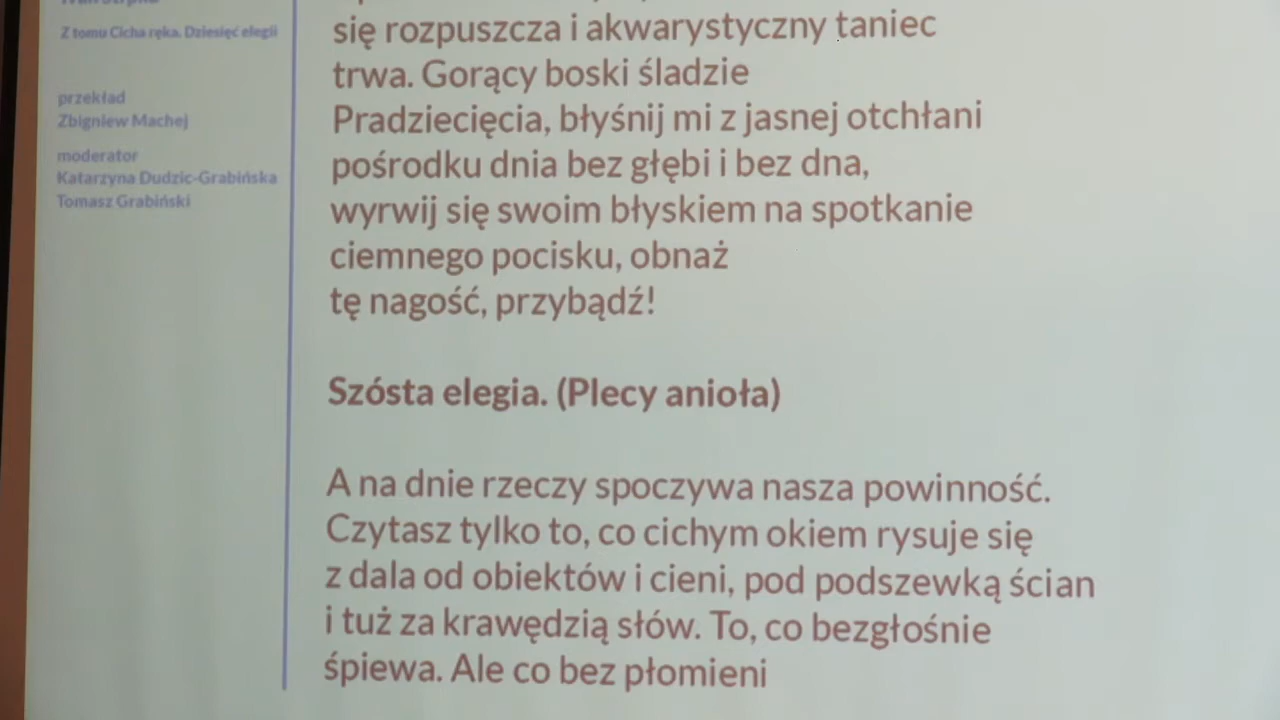 Z tomu Cicha ręka. Dziesięć elegii
przekład
Zbigniew Machej
moderator
Katarzyna Dudzic-Grabińska
Tomasz Grabiński
się rozpuszcza i akwarystyczny taniec
trwa. Gorący boski śladzie
Pradziecięcia, błyśnij mi z jasnej otchłani
pośrodku dnia bez głębi i bez dna,
wyrwij się swoim błyskiem na spotkanie
ciemnego pocisku, obnaż
tę nagość, przybądź!
Szósta elegia. (Plecy anioła)
A na dnie rzeczy spoczywa nasza powinność.
Czytasz tylko to, co cichym okiem rysuje się
z dala od obiektów i cieni, pod podszewką ścian
i tuż za krawędzią słów. To, co bezgłośnie
śpiewa. Ale co bez płomieni